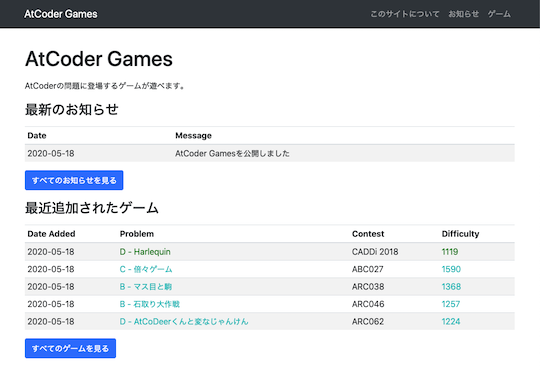 AtCoder Games このサイトについて お知らせ ゲーム
AtCoder Games
AtCoderの問題に登場するゲームが遊べます。
最新のお知らせ
Date Message
2020-05-18 AtCoder Gamesを公開しました
すべてのお知らせを見る
最近追加されたゲーム
Date Added Problem Contest Difficulty
2020-05-18 D - Harlequin CADDi 2018 1119
2020-05-18 C - 倍々ゲーム ABC027 1590
2020-05-18 B - マス目と駒 ARC038 1368
2020-05-18 B - 石取り大作戦 ARC046 1257
2020-05-18 D - AtCoDeerくんと変なじゃんけん ARC062 1224
すべてのゲームを見る